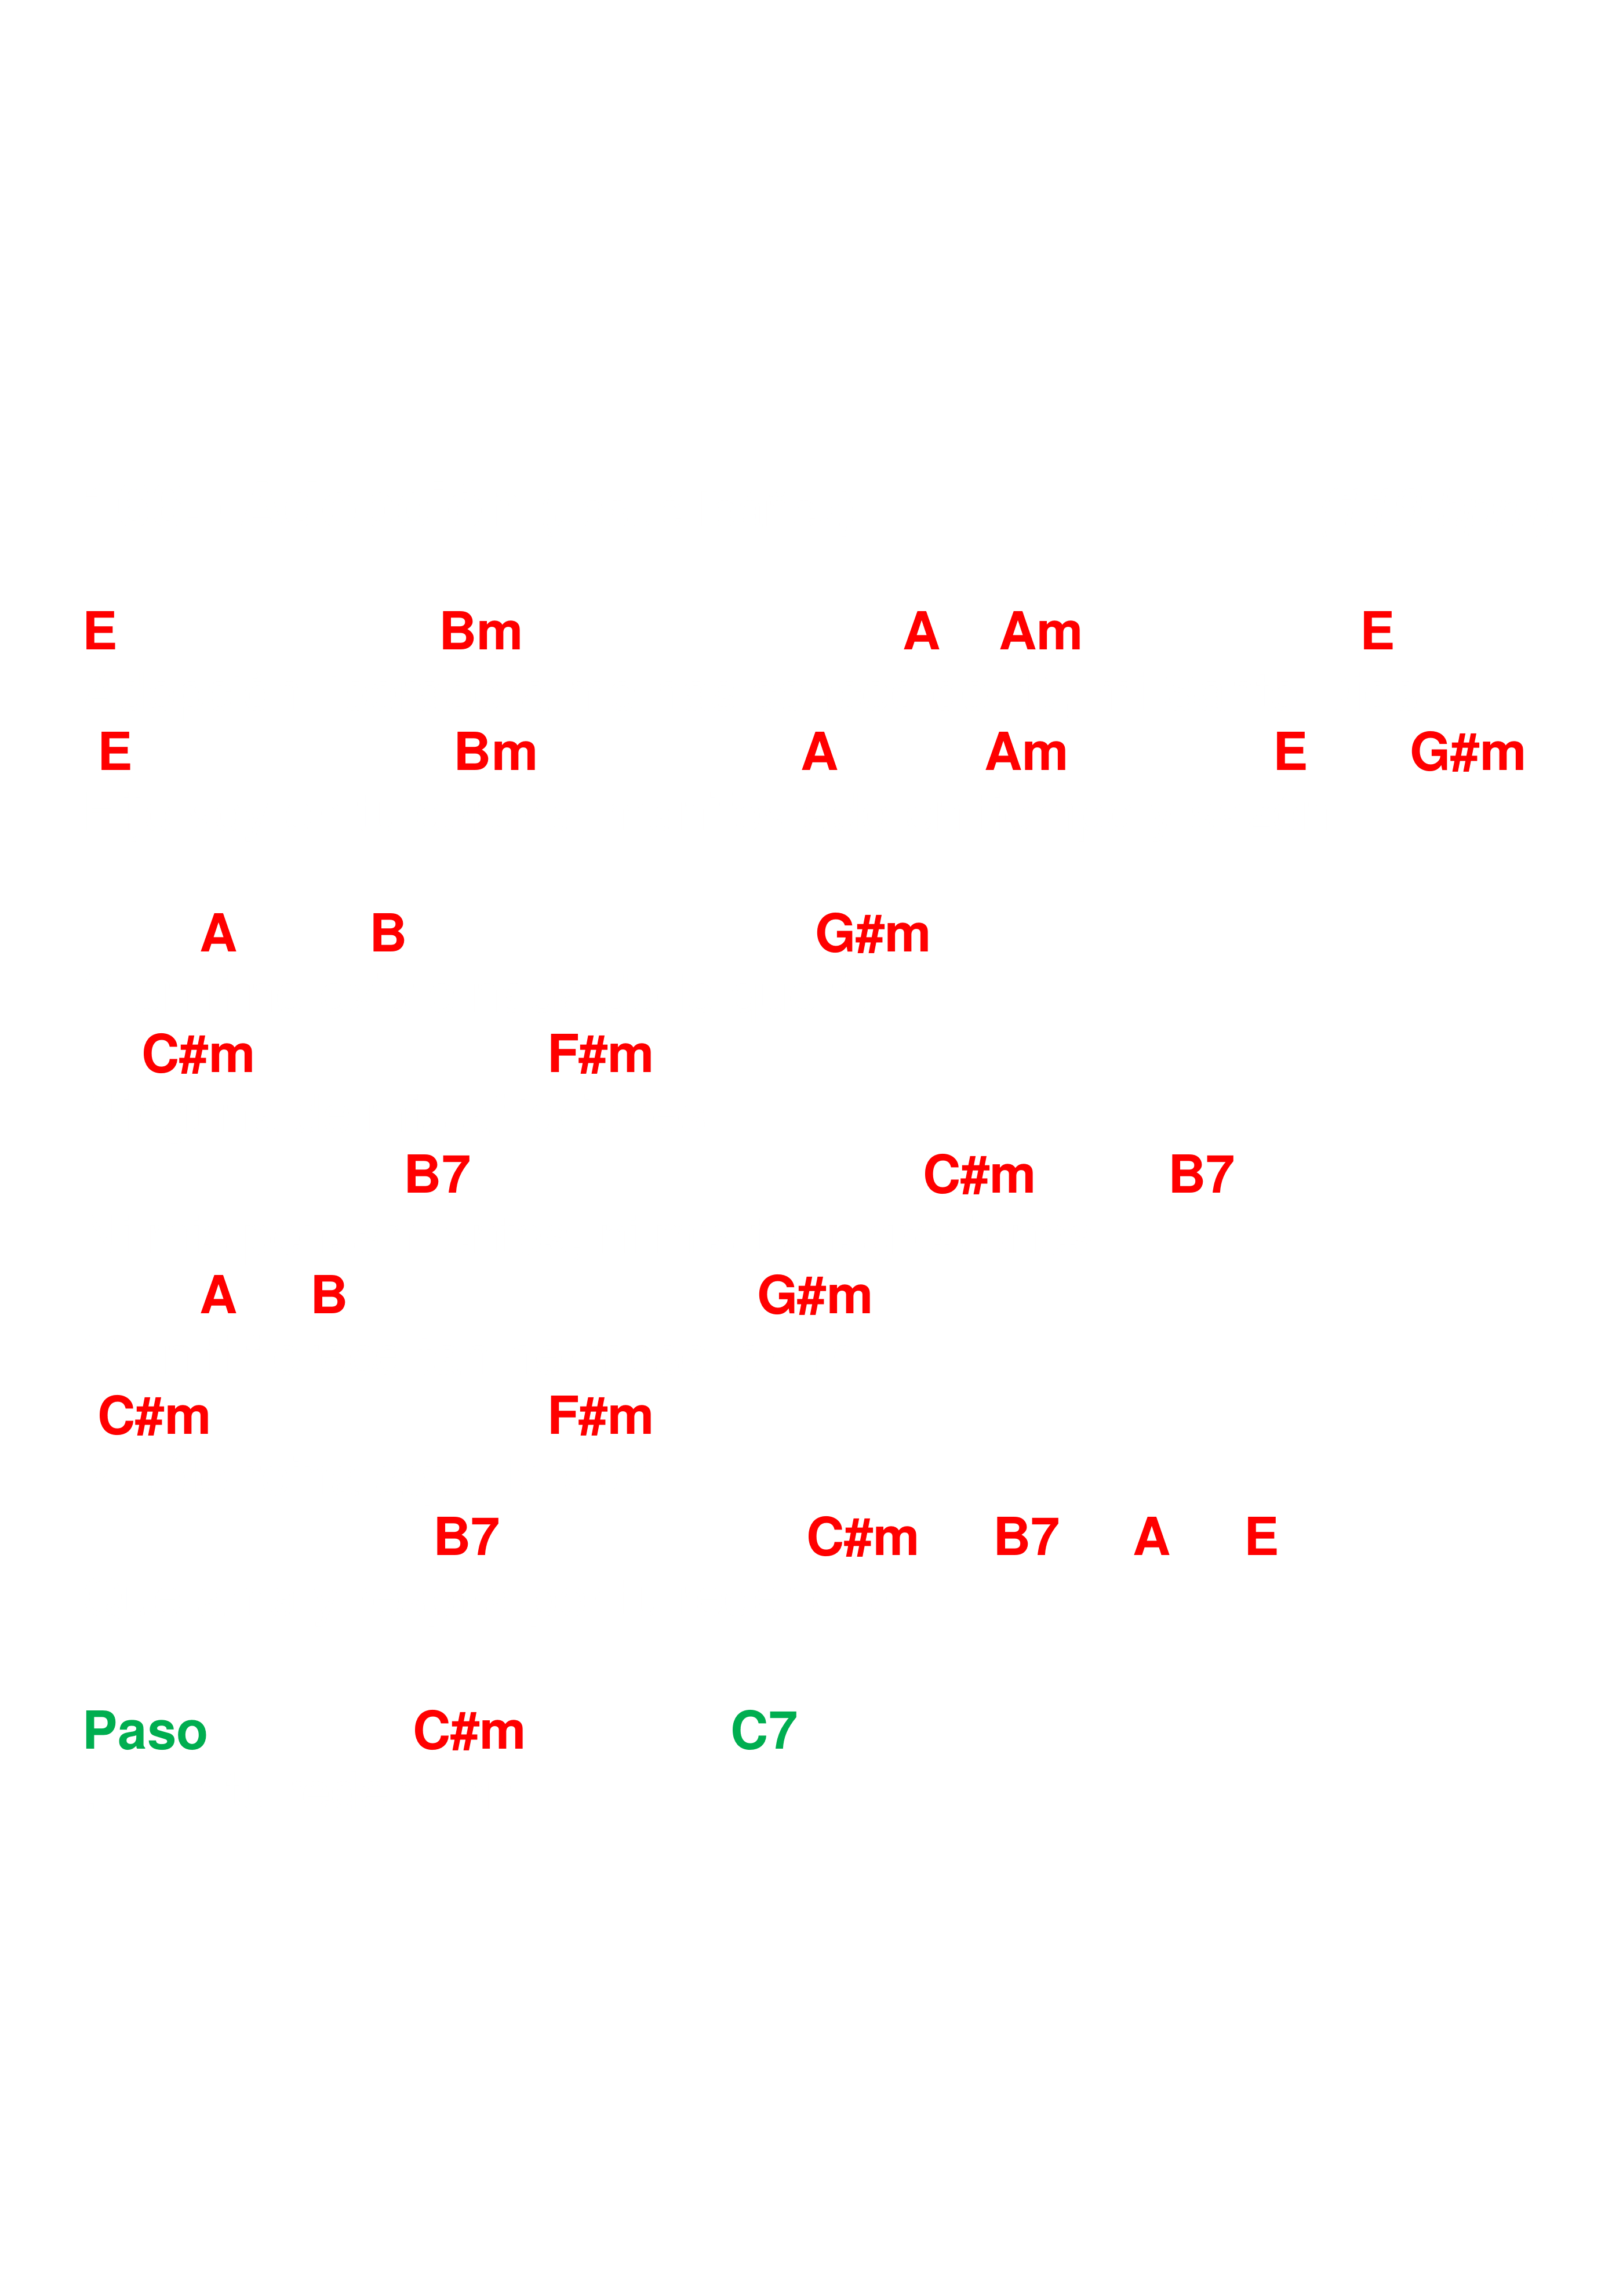 E Bm A Am E
E Bm A Am E G#m
A B G#m
C#m F#m
B7 C#m B7
A B G#m
C#m F#m
B7 C#m B7 A E
Paso C#m C7